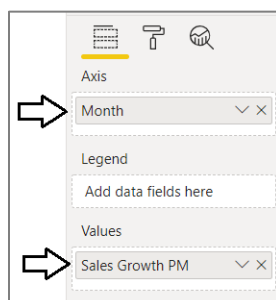 Axis
Month
Legend
Add data fields here
Values
Sales Growth PM